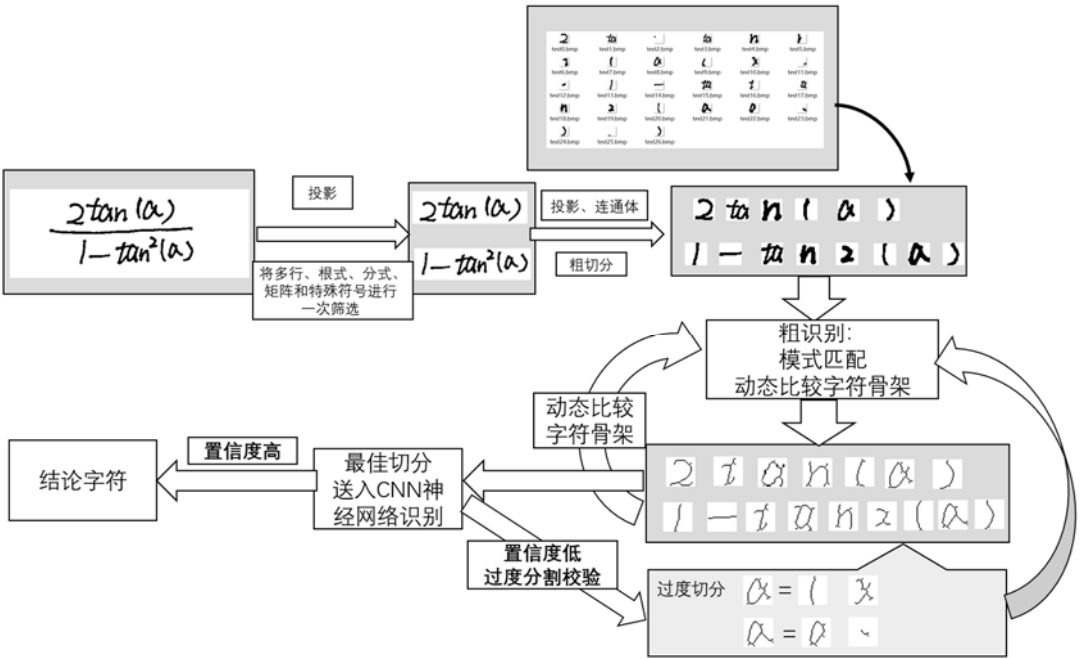 test0.bmp test1.bmp test2.bmp test3.bmp test4.bmp test5.bmp
test6.bmp test7.bmp test8.bmp test9.bmp test10.bmp test11.bmp
test12.bmp test13.bmp test14.bmp test15.bmp test16.bmp test17.bmp
test18.bmp test19.bmp test20.bmp test21.bmp test22.bmp test23.bmp
test24.bmp test25.bmp test26.bmp
2tan(a)
1-tan²(a)
投影
将多行、根式、分式、
矩阵和特殊符号进行
一次筛选
2tan(a)
1-tan²(a)
投影、连通体
粗切分
2 ta n ( a )
1 - ta n 2 ( a )
粗识别:
模式匹配
动态比较字符骨架
动态比较
字符骨架
2 t a n ( a )
1 - t a n 2 ( a )
最佳切分
送入CNN神
经网络识别
置信度高
结论字符
置信度低
过度分割校验
过度切分 a = ( x
a = a